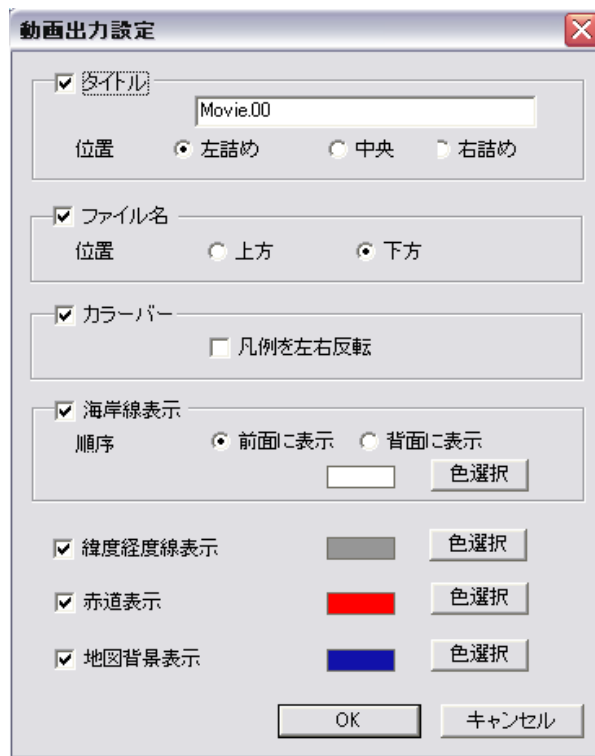 動画出力設定
タイトル
Movie.00
位置 左詰め 中央 右詰め
ファイル名
位置 上方 下方
カラーバー
凡例を左右反転
海岸線表示
順序 前面に表示 背面に表示
色選択
緯度経度線表示 色選択
赤道表示 色選択
地図背景表示 色選択
OK キャンセル